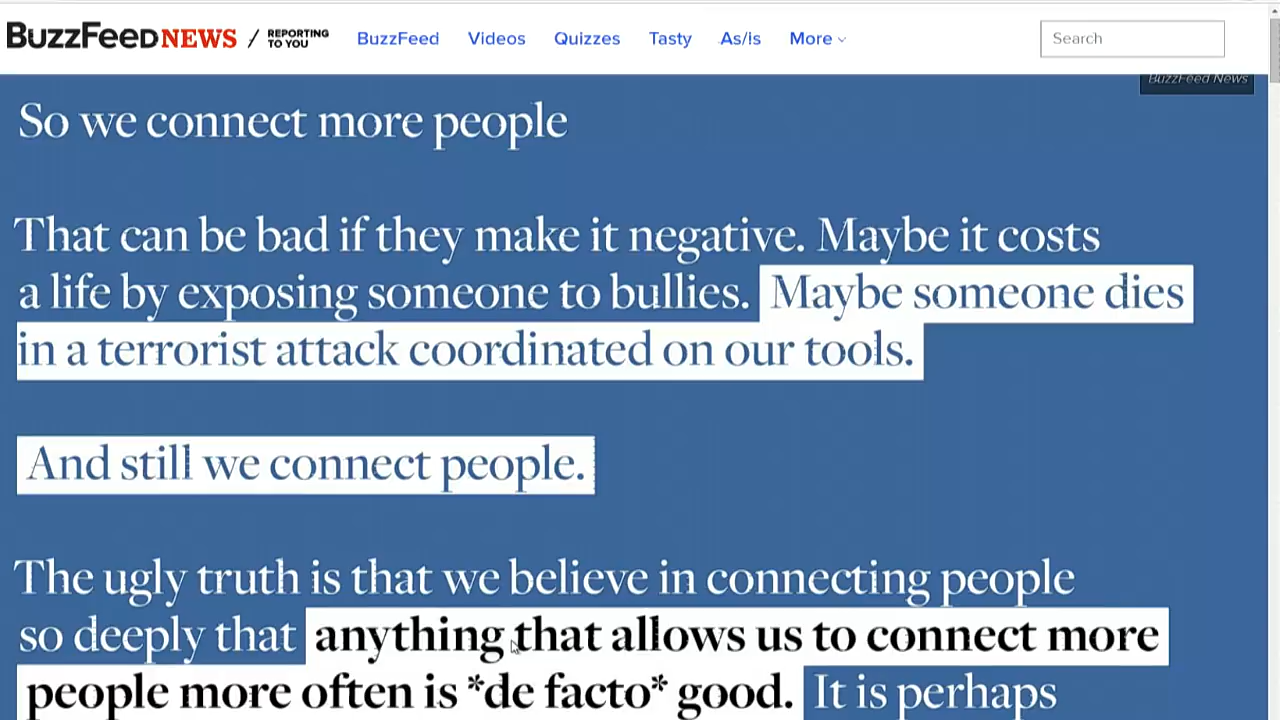 BuzzFeed NEWS / REPORTING TO YOU BuzzFeed Videos Quizzes Tasty As/Is More Search
BuzzFeed News
So we connect more people
That can be bad if they make it negative. Maybe it costs
a life by exposing someone to bullies. Maybe someone dies
in a terrorist attack coordinated on our tools.
And still we connect people.
The ugly truth is that we believe in connecting people
so deeply that anything that allows us to connect more
people more often is *de facto* good. It is perhaps